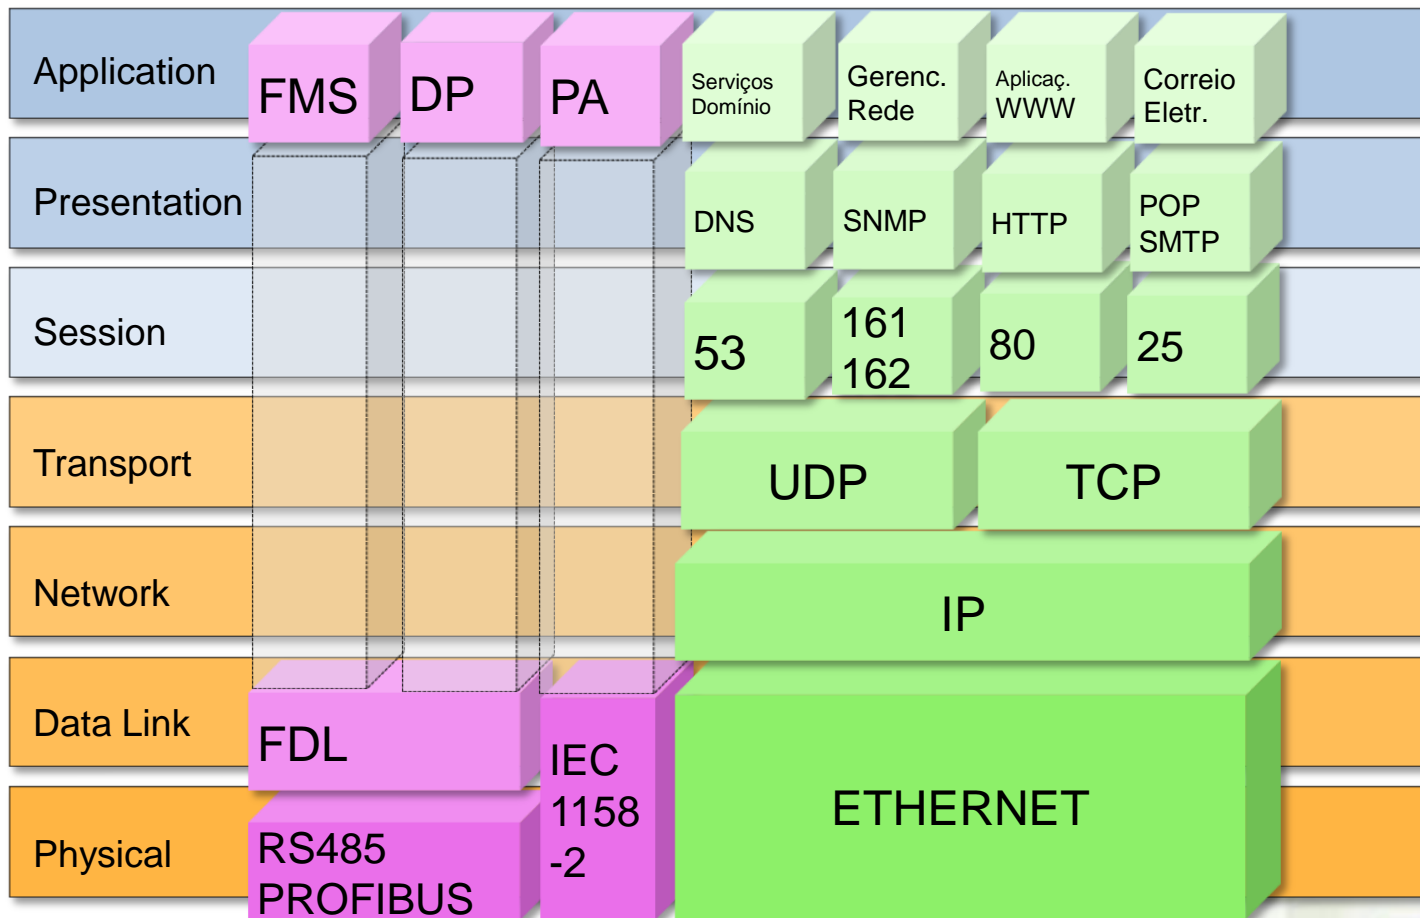 Application
FMS
DP
PA
Serviços
Domínio
Gerenc.
Rede
Aplicaç.
WWW
Correio
Eletr.
Presentation
DNS
SNMP
HTTP
POP
SMTP
Session
53
161
162
80
25
Transport
UDP
TCP
Network
IP
Data Link
FDL
IEC
1158
-2
ETHERNET
Physical
RS485
PROFIBUS